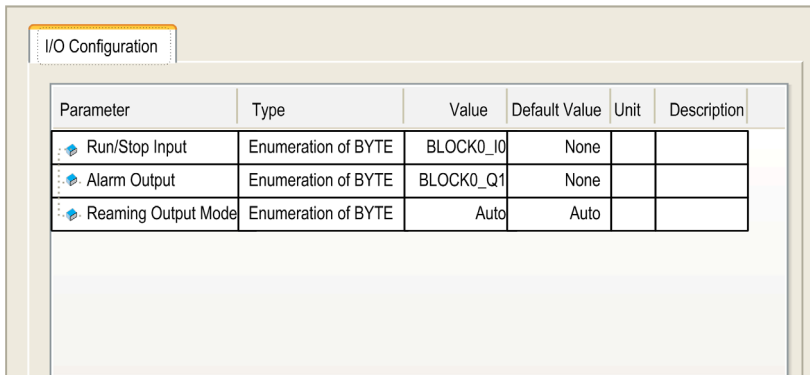 I/O Configuration
Parameter Type Value Default Value Unit Description
Run/Stop Input Enumeration of BYTE BLOCK0_I0 None
Alarm Output Enumeration of BYTE BLOCK0_Q1 None
Reaming Output Mode Enumeration of BYTE Auto Auto